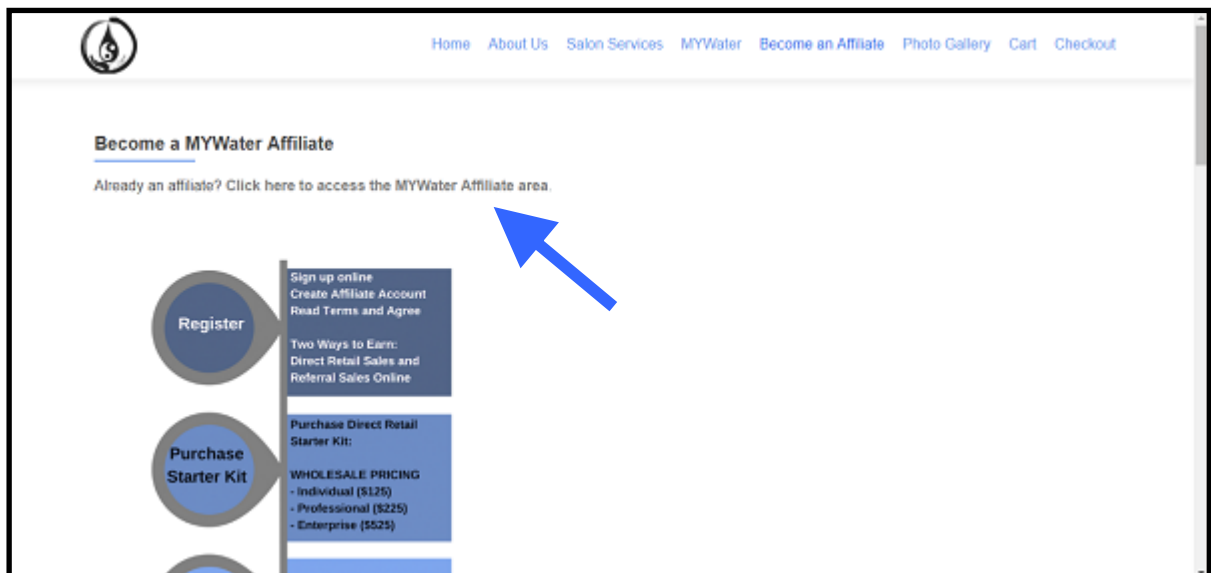 Home About Us Salon Services MYWater Become an Affiliate Photo Gallery Cart Checkout
Become a MYWater Affiliate
Already an affiliate? Click here to access the MYWater Affiliate area.
Register
Sign up online
Create Affiliate Account
Read Terms and Agree
Two Ways to Earn:
Direct Retail Sales and
Referral Sales Online
Purchase
Starter Kit
Purchase Direct Retail
Starter Kit:
WHOLESALE PRICING
- Individual ($125)
- Professional ($225)
- Enterprise ($525)